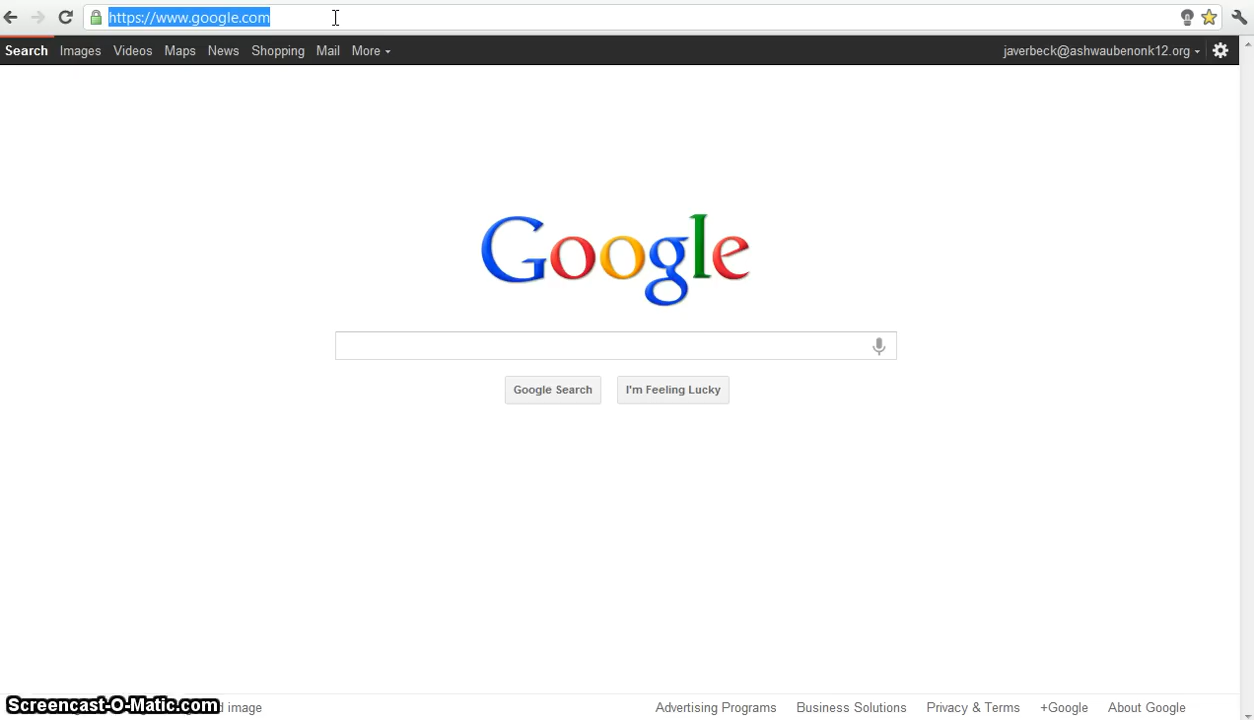 https://www.google.com
Search Images Videos Maps News Shopping Mail More javerbeck@ashwaubenonk12.org
Google
Google Search I'm Feeling Lucky
Screencast-O-Matic.com image Advertising Programs Business Solutions Privacy & Terms +Google About Google